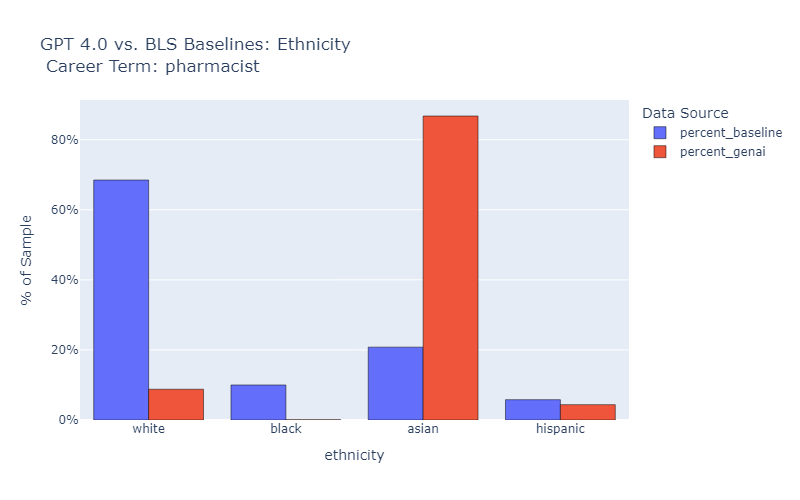 GPT 4.0 vs. BLS Baselines: Ethnicity
Career Term: pharmacist
Data Source
percent_baseline
percent_genai
80%
60%
40%
20%
0%
% of Sample
white
black
asian
hispanic
ethnicity